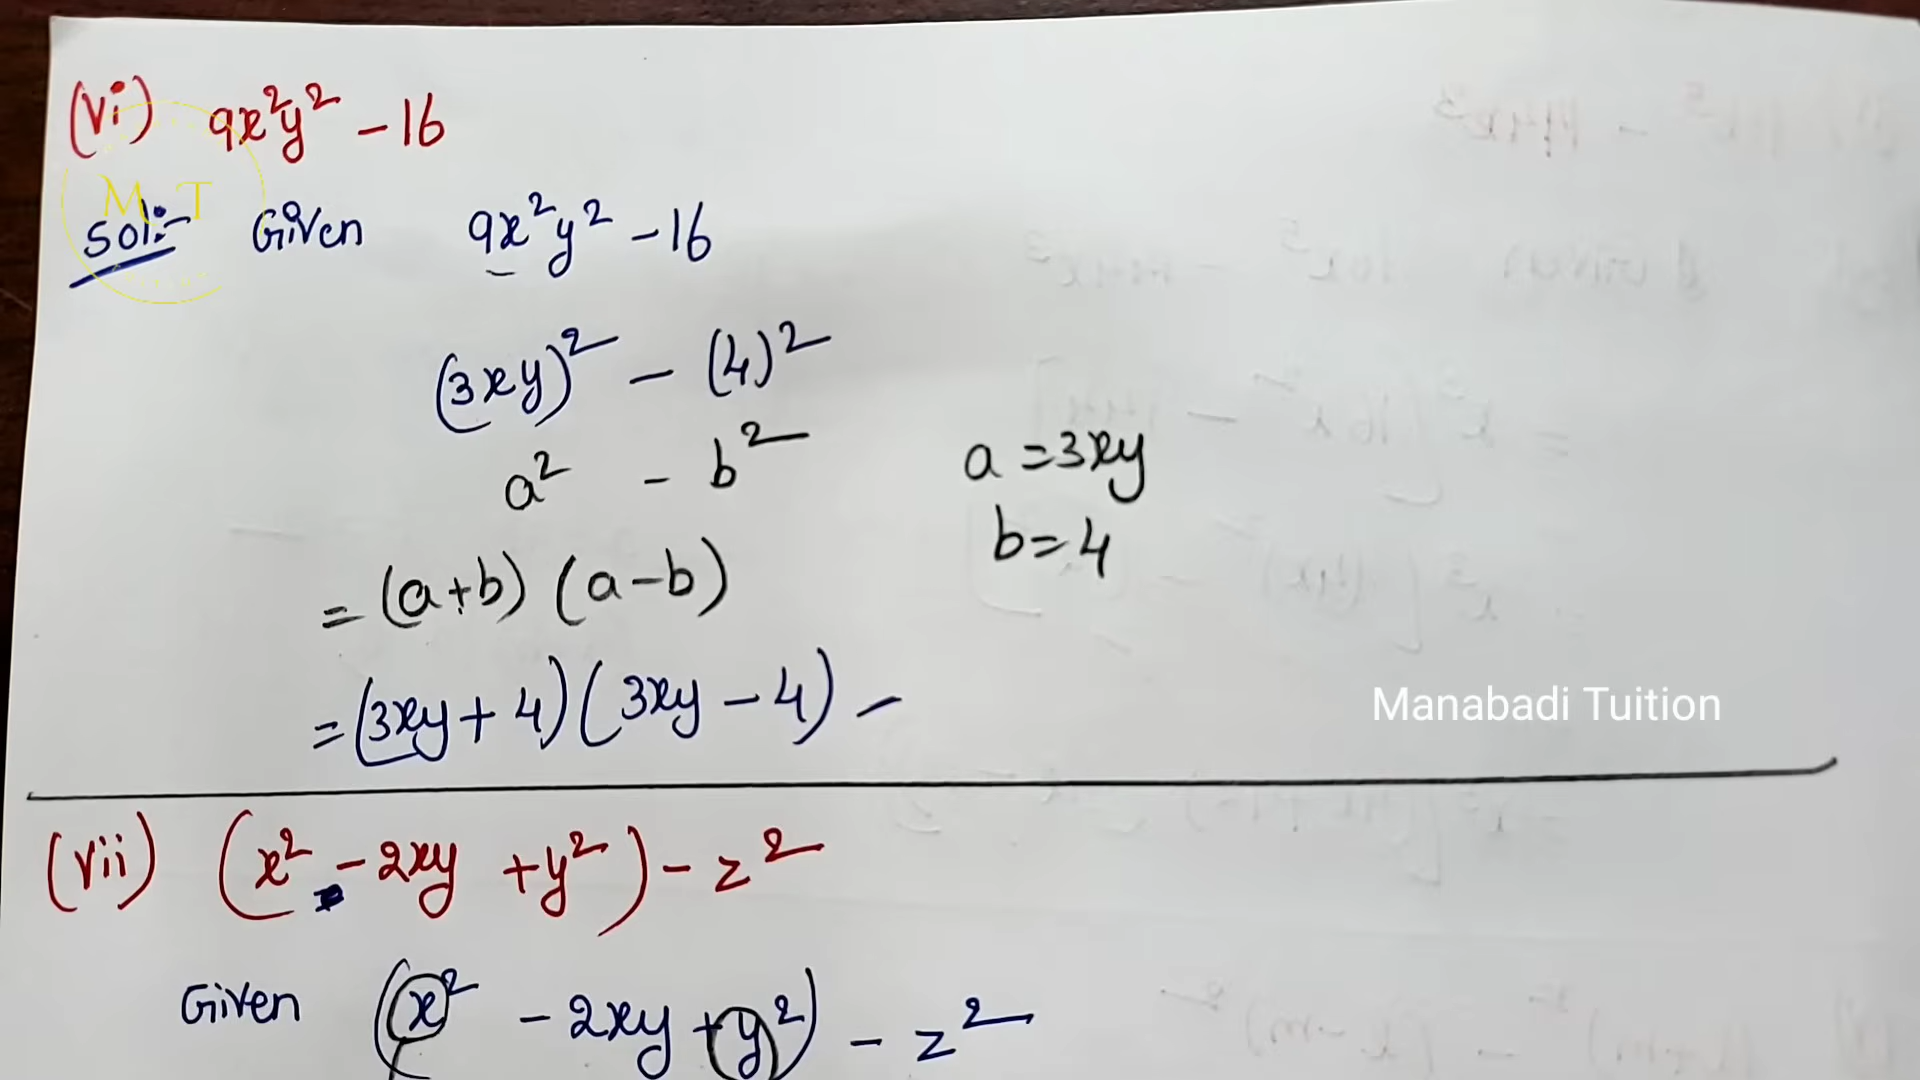 (vi) 9x²y² - 16
M T
Sol:- Given 9x²y² - 16
(3xy)² - (4)²
a² - b²
a = 3xy
b = 4
= (a+b) (a-b)
= (3xy + 4) (3xy - 4)
Manabadi Tuition
(vii) (x² - 2xy + y²) - z²
Given (x² - 2xy + y²) - z²